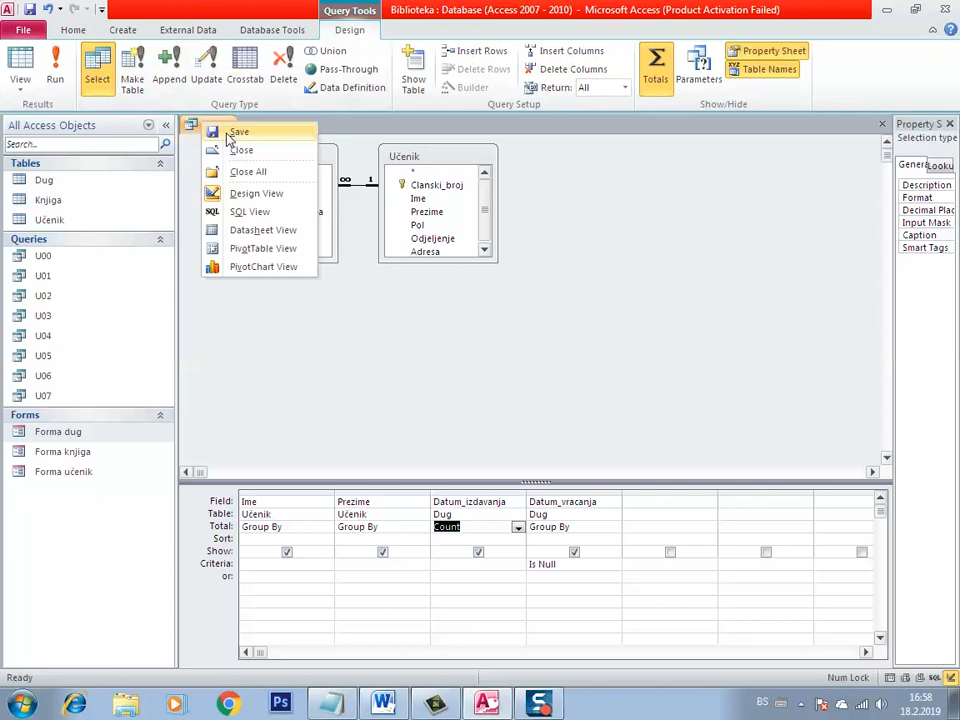 Query Tools
Biblioteka : Database (Access 2007 - 2010) - Microsoft Access (Product Activation Failed)
File
Home
Create
External Data
Database Tools
Design
View
Run
Select
Make Table
Append
Update
Crosstab
Delete
Union
Pass-Through
Data Definition
Show Table
Insert Rows
Delete Rows
Builder
Insert Columns
Delete Columns
Return: All
Totals
Parameters
Property Sheet
Table Names
Results
Query Type
Query Setup
Show/Hide
All Access Objects
Search...
Tables
Dug
Knjiga
Učenik
Queries
U00
U01
U02
U03
U04
U05
U06
U07
Forms
Forma dug
Forma knjiga
Forma učenik
Save
Close
Close All
Design View
SQL View
Datasheet View
PivotTable View
PivotChart View
a
∞ 1
Učenik
*
Clanski_broj
Ime
Prezime
Pol
Odjeljenje
Adresa
Property S
Selection type
Genera Looku
Description
Format
Decimal Plac
Input Mask
Caption
Smart Tags
Field: Ime Prezime Datum_izdavanja Datum_vracanja
Table: Učenik Učenik Dug Dug
Total: Group By Group By Count Group By
Sort:
Show:
Criteria: Is Null
or:
Ready
Num Lock
SQL
BS
16:58
18.2.2019